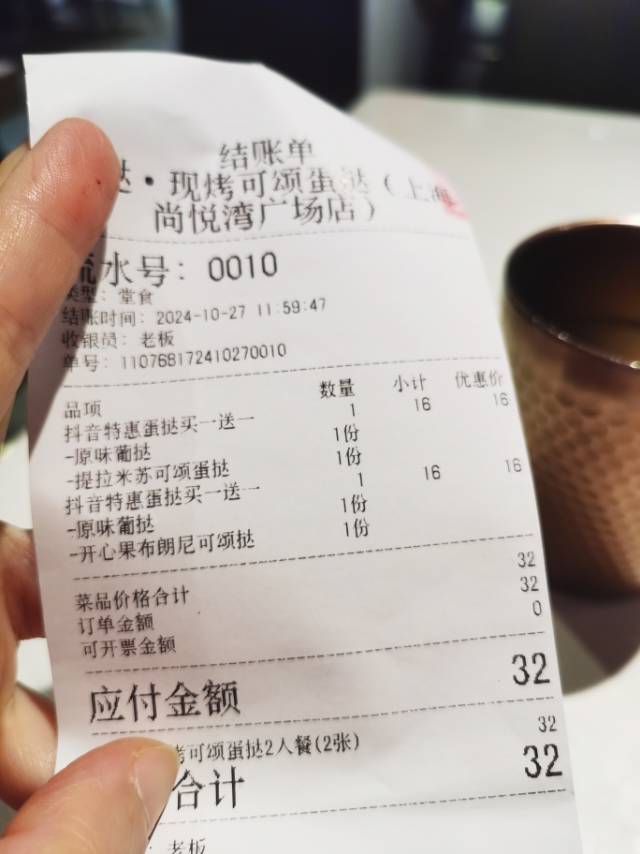 结账单
挞·现烤可颂蛋挞(上海
尚悦湾广场店)
流水号: 0010
类型: 堂食
结账时间: 2024-10-27 11:59:47
收银员: 老板
单号: 110768172410270010
品项 数量 小计 优惠价
抖音特惠蛋挞买一送一 1 16 16
-原味葡挞 1份
-提拉米苏可颂蛋挞 1份
抖音特惠蛋挞买一送一 1 16 16
-原味葡挞 1份
-开心果布朗尼可颂挞 1份
菜品价格合计 32
订单金额 32
可开票金额 0
应付金额 32
烤可颂蛋挞2人餐(2张) 32
合计 32
: 老板